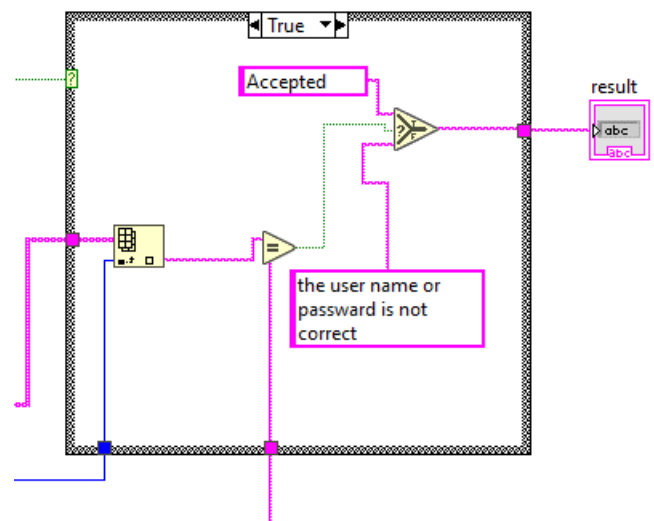 True
?
Accepted
result
T
?
F
abc
abc
=
the user name or
passward is not
correct